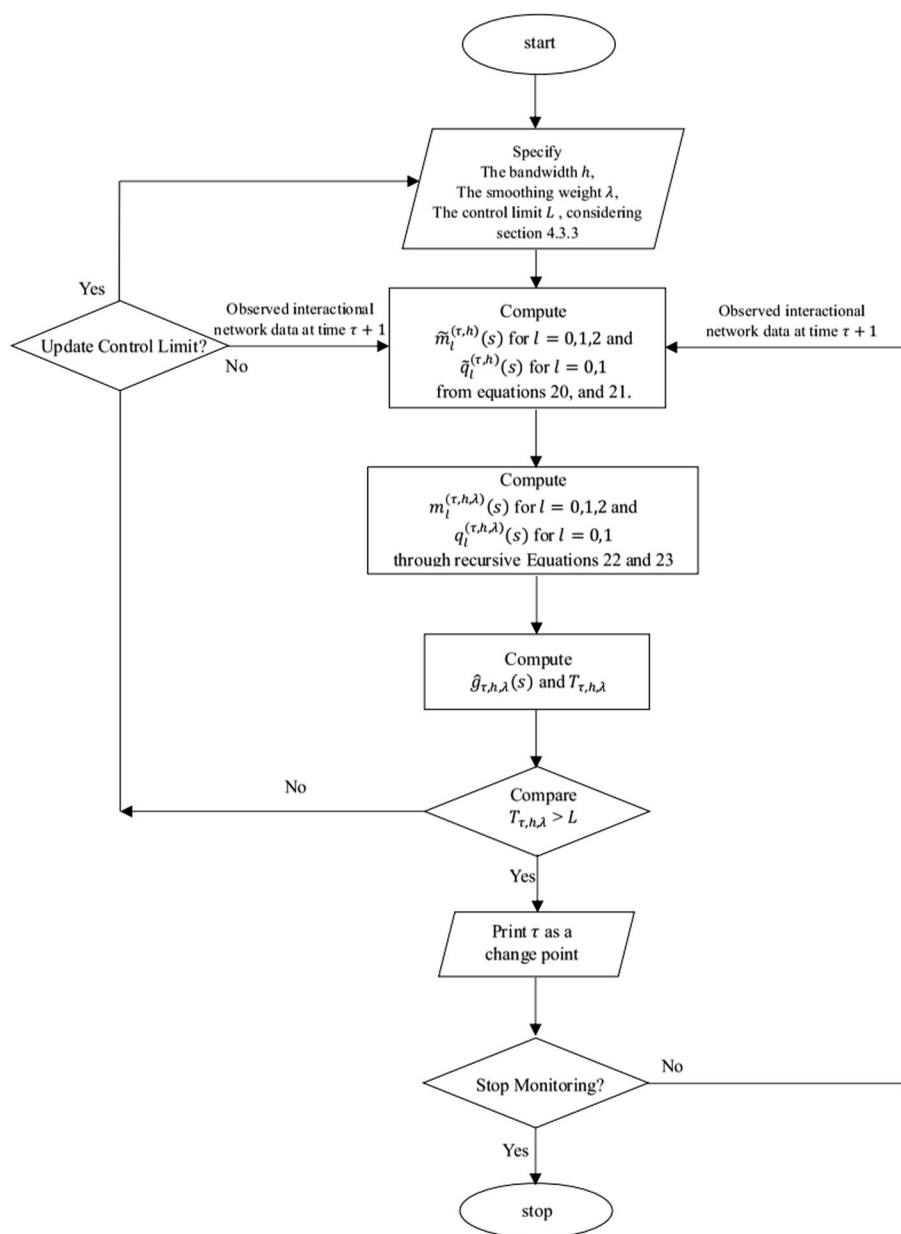 start
Specify
The bandwidth ℎ,
The smoothing weight 𝜆,
The control limit 𝐿 , considering
section 4.3.3
Yes
Update Control Limit?
Observed interactional
network data at time 𝜏 + 1
No
Compute
m̃_l^(τ,h)(s) for l = 0,1,2 and
q̃_l^(τ,h)(s) for l = 0,1
from equations 20, and 21.
Observed interactional
network data at time τ + 1
Compute
m_l^(τ,h,λ)(s) for l = 0,1,2 and
q_l^(τ,h,λ)(s) for l = 0,1
through recursive Equations 22 and 23
Compute
ĝ_τ,h,λ(s) and T_τ,h,λ
No
Compare
T_τ,h,λ > L
Yes
Print τ as a
change point
Stop Monitoring?
No
Yes
stop